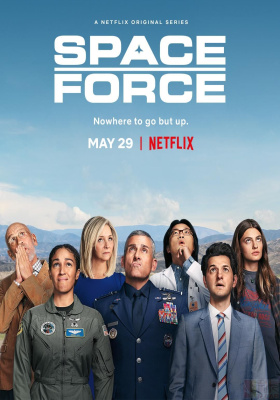 A NETFLIX ORIGINAL SERIES
SPACE
FORCE
Nowhere to go but up.
MAY 29 | NETFLIX